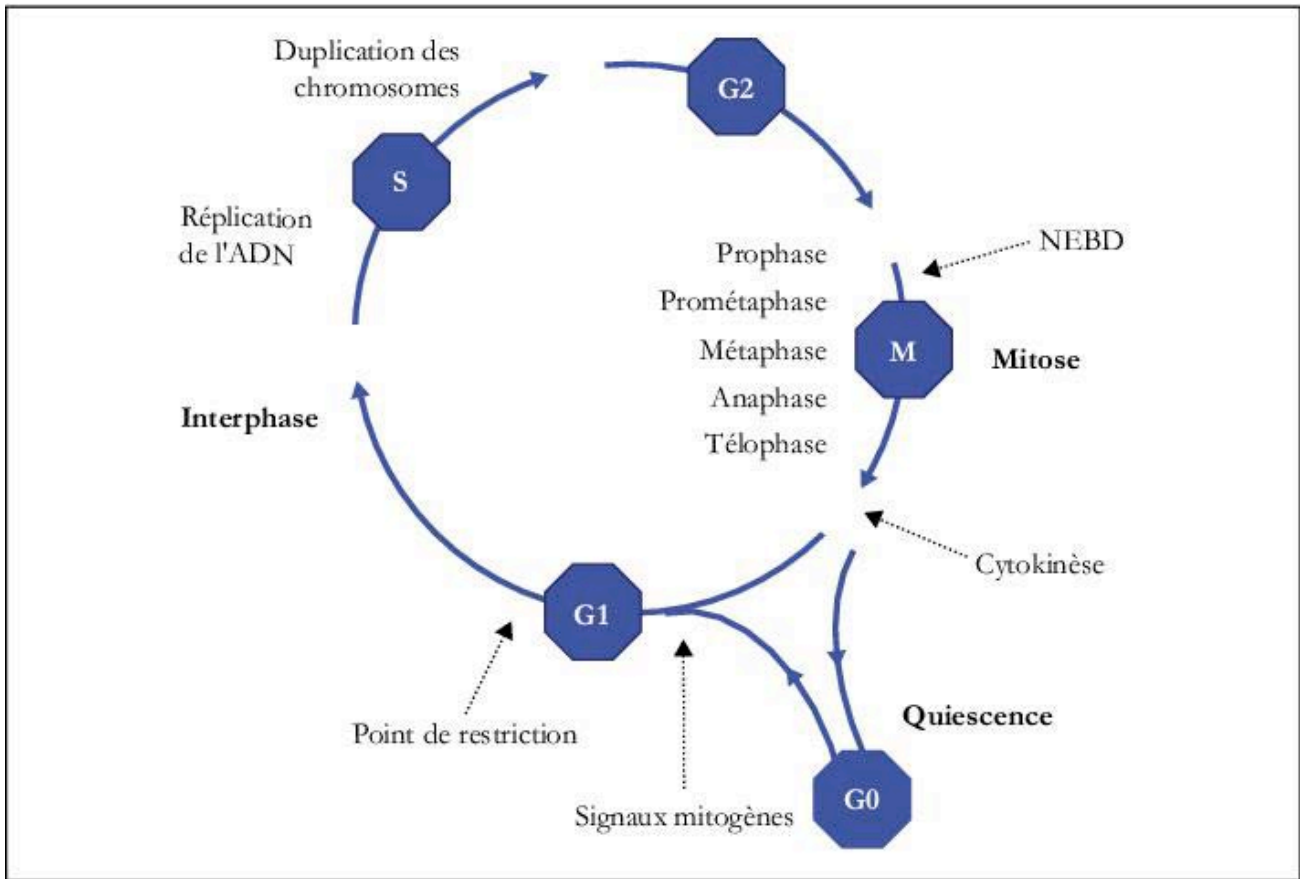 Duplication des
chromosomes
G2
S
Réplication
de l'ADN
NEBD
Prophase
Prométaphase
Métaphase
Anaphase
Télophase
M
Mitose
Interphase
Cytokinèse
G1
Point de restriction
Quiescence
G0
Signaux mitogènes